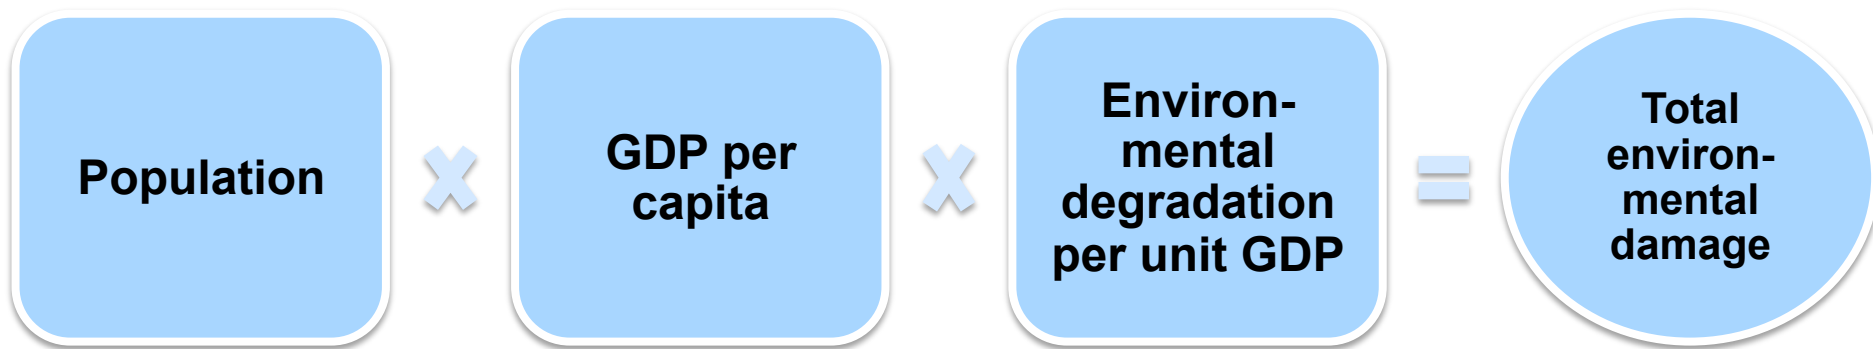 Population
GDP per
capita
Environ-
mental
degradation
per unit GDP
Total
environ-
mental
damage